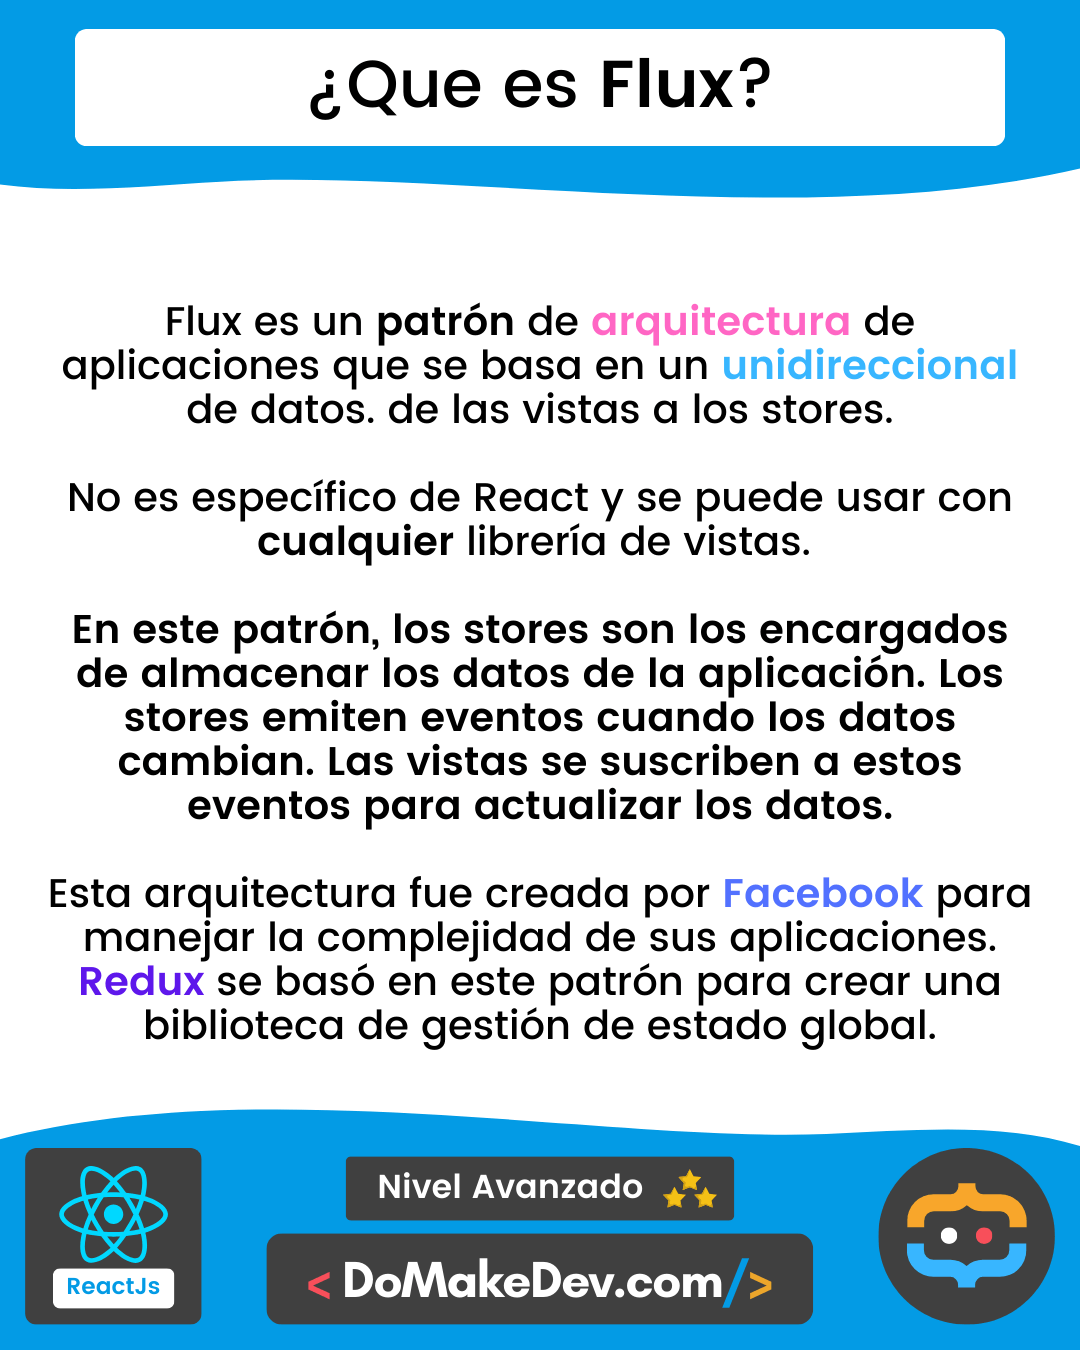 ¿Que es Flux?
Flux es un patrón de arquitectura de
aplicaciones que se basa en un unidireccional
de datos. de las vistas a los stores.
No es específico de React y se puede usar con
cualquier librería de vistas.
En este patrón, los stores son los encargados
de almacenar los datos de la aplicación. Los
stores emiten eventos cuando los datos
cambian. Las vistas se suscriben a estos
eventos para actualizar los datos.
Esta arquitectura fue creada por Facebook para
manejar la complejidad de sus aplicaciones.
Redux se basó en este patrón para crear una
biblioteca de gestión de estado global.
Nivel Avanzado
ReactJs
< DoMakeDev.com/>